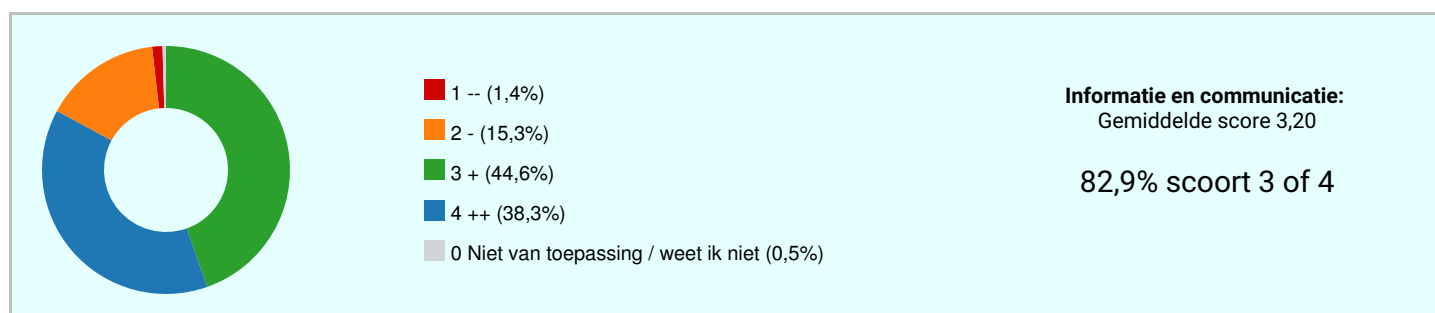 1 -- (1,4%)
2 - (15,3%)
3 + (44,6%)
4 ++ (38,3%)
0 Niet van toepassing / weet ik niet (0,5%)
Informatie en communicatie:
Gemiddelde score 3,20
82,9% scoort 3 of 4